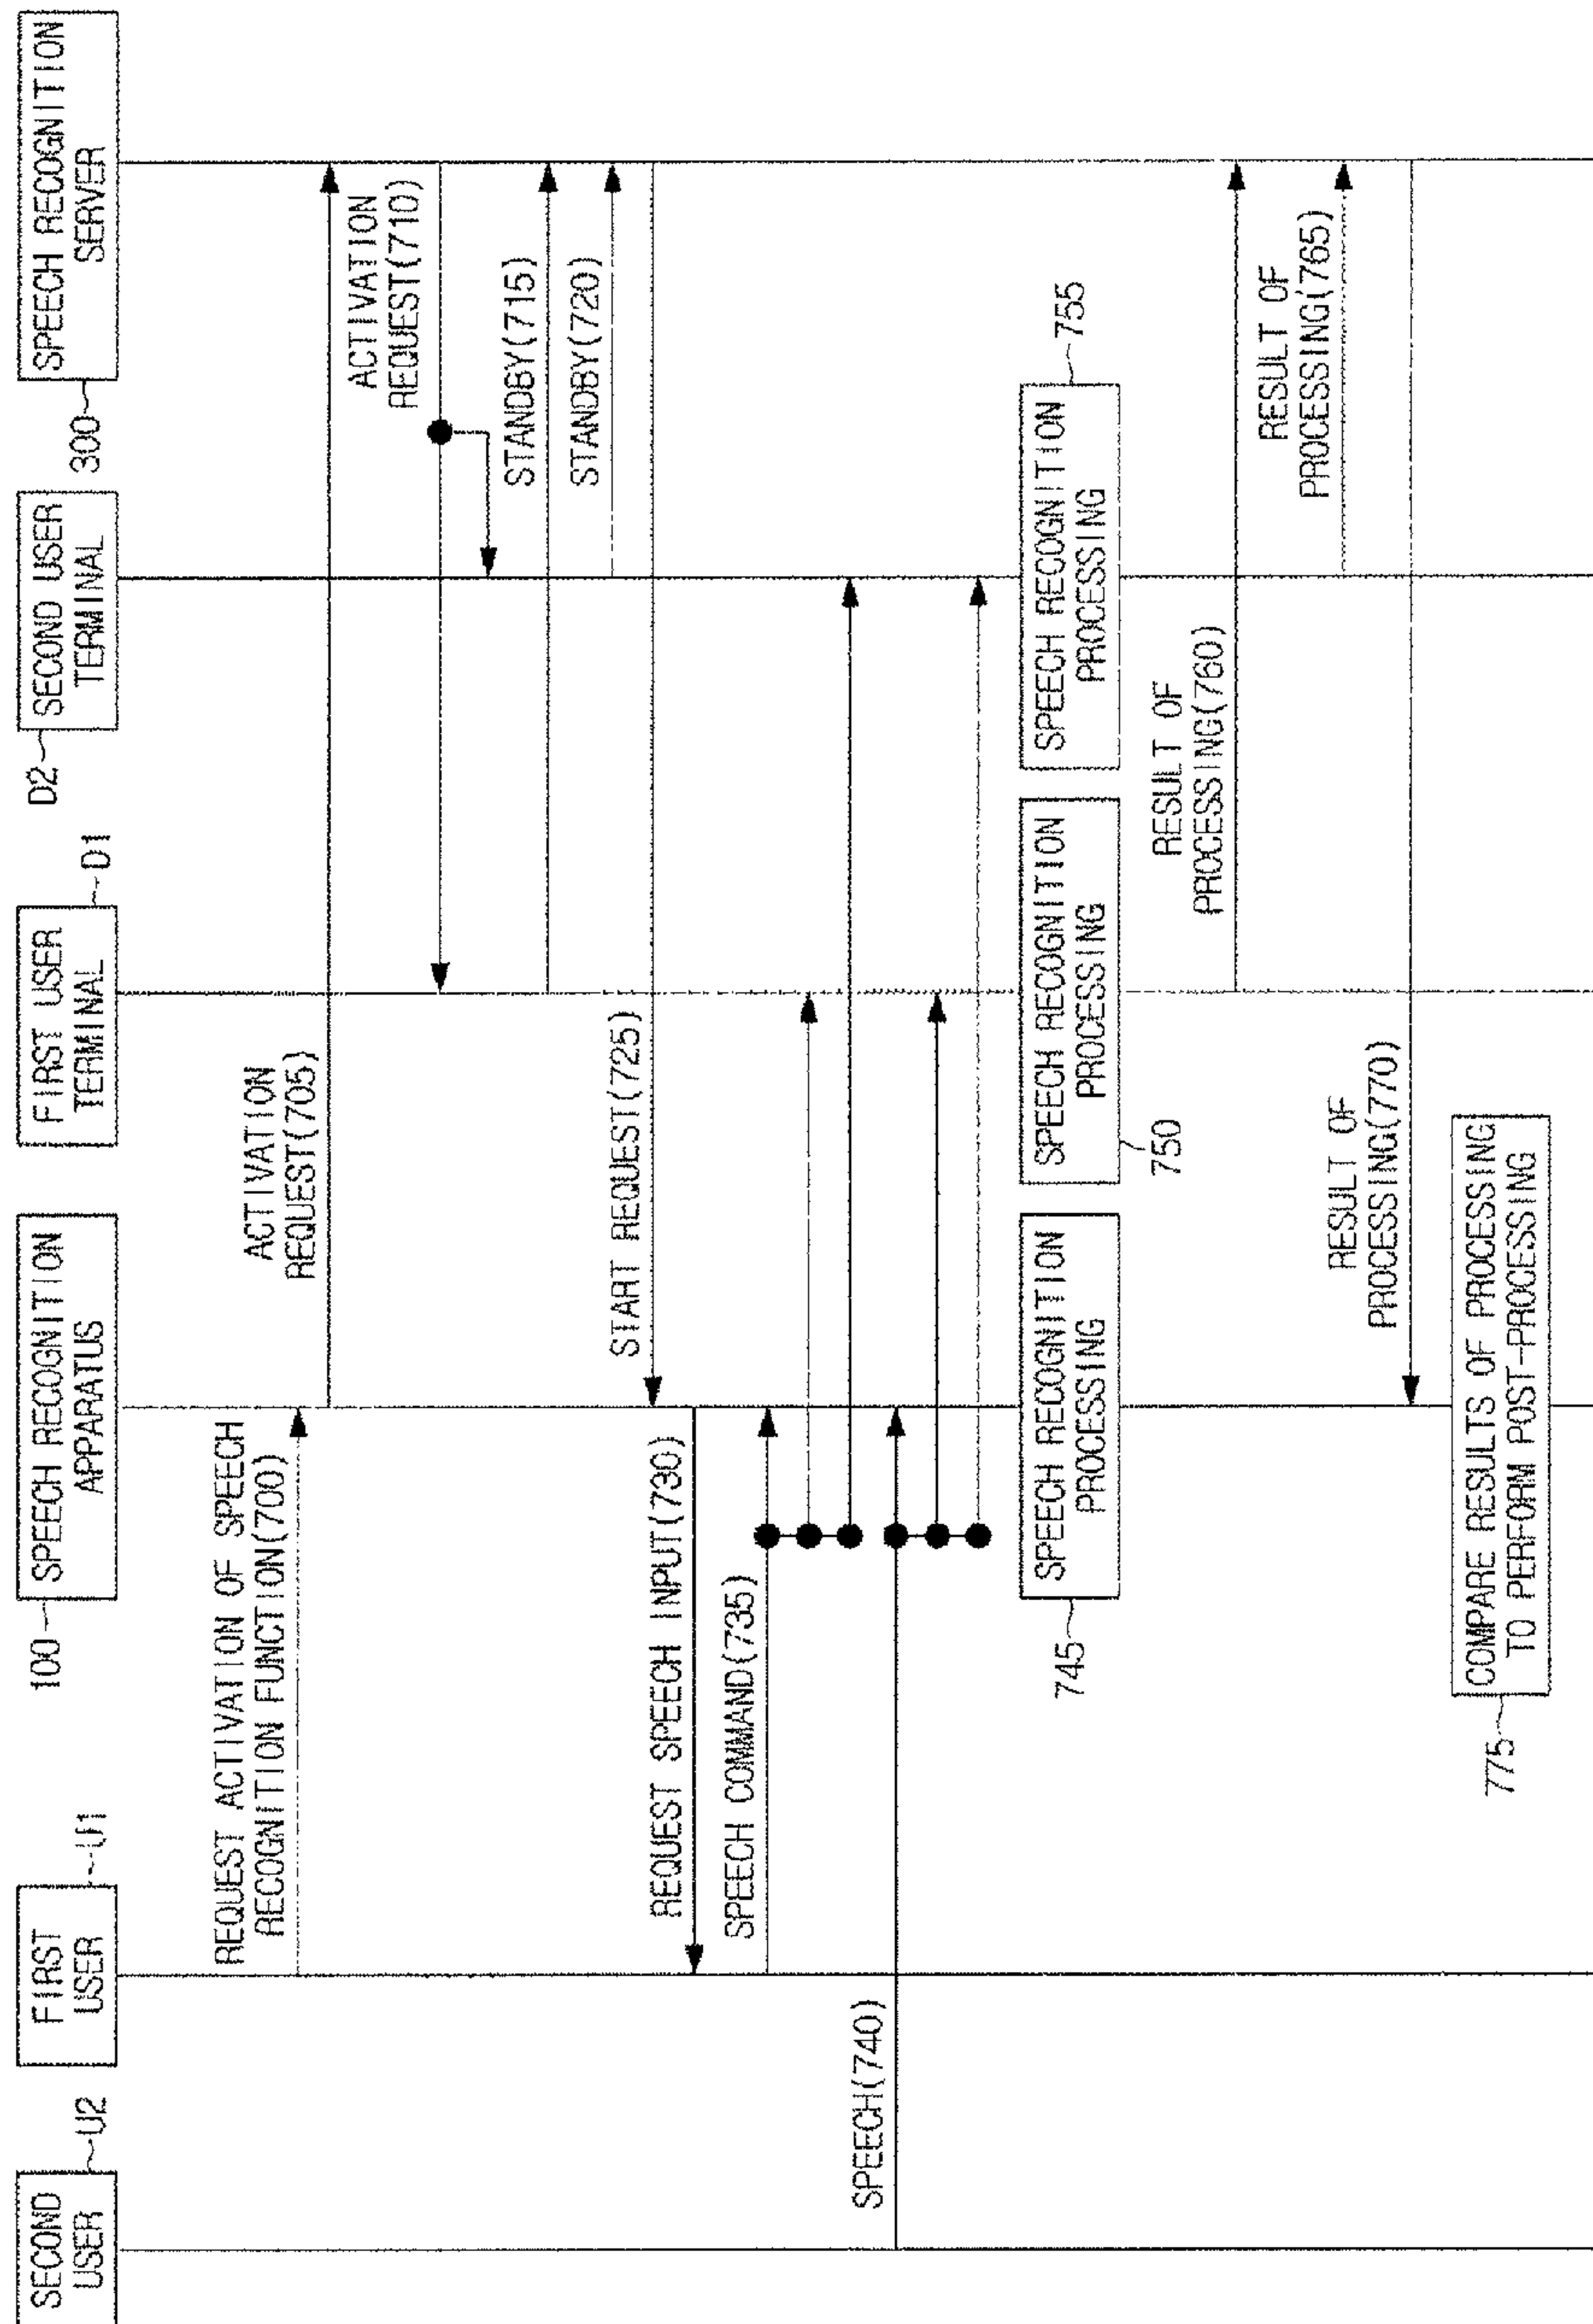 SECOND
USER
U2
FIRST
USER
U1
100
SPEECH RECOGNITION
APPARATUS
FIRST USER
TERMINAL
D1
D2
SECOND USER
TERMINAL
300
SPEECH RECOGNITION
SERVER
REQUEST ACTIVATION OF SPEECH
RECOGNITION FUNCTION(700)
ACTIVATION
REQUEST(705)
ACTIVATION
REQUEST(710)
STANDBY(715)
STANDBY(720)
START REQUEST(725)
REQUEST SPEECH INPUT(730)
SPEECH COMMAND(735)
SPEECH(740)
745
SPEECH RECOGNITION
PROCESSING
SPEECH RECOGNITION
PROCESSING
750
SPEECH RECOGNITION
PROCESSING
755
RESULT OF
PROCESSING(760)
RESULT OF
PROCESSING(765)
RESULT OF
PROCESSING(770)
775
COMPARE RESULTS OF PROCESSING
TO PERFORM POST-PROCESSING